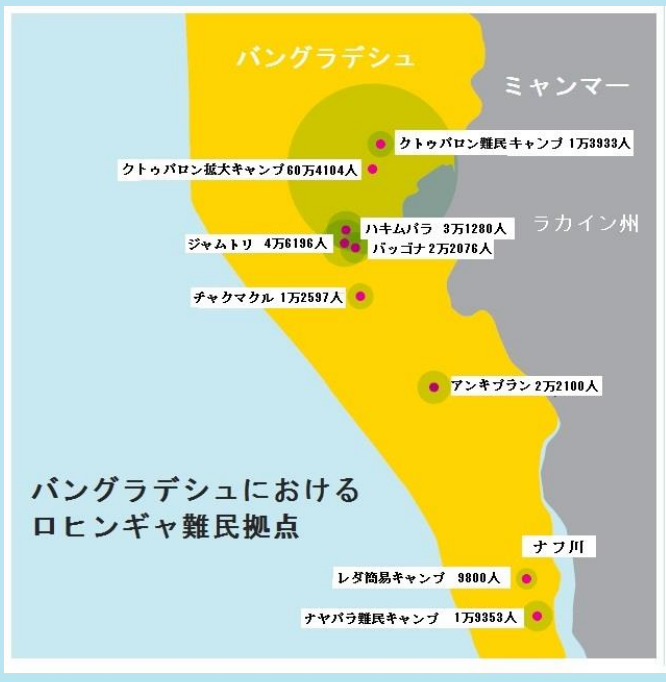 バングラデシュ
ミャンマー
クトゥパロン難民キャンプ 1万3933人
クトゥパロン拡大キャンプ 60万4104人
ハキムパラ 3万1280人
ラカイン州
ジャムトリ 4万6196人
バッゴナ 2万2076人
チャクマクル 1万2597人
アンキプラン 2万2100人
バングラデシュにおける
ロヒンギャ難民拠点
ナフ川
レダ簡易キャンプ 9800人
ナヤパラ難民キャンプ 1万9353人